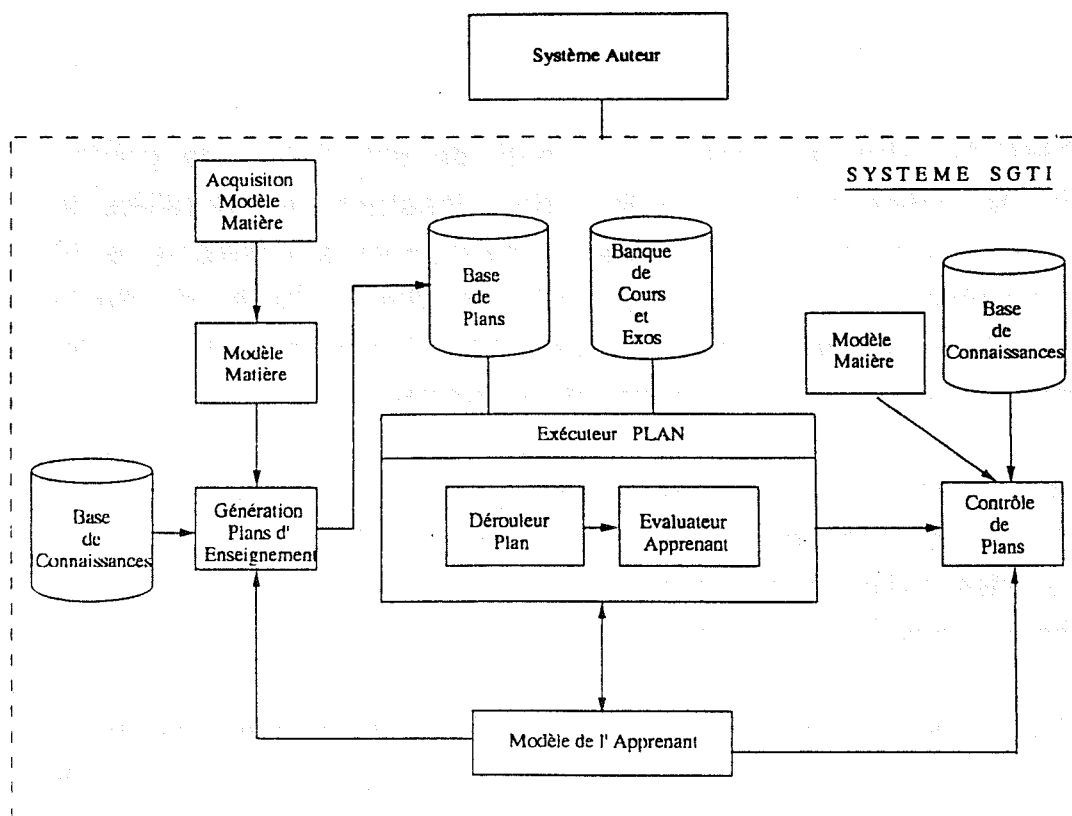 Système Auteur
SYSTEME SGTI
Acquisiton
Modèle
Matière
Base
de
Plans
Banque
de
Cours
et
Exos
Base
de
Connaissances
Modèle
Matière
Modèle
Matière
Exécuteur PLAN
Base
de
Connaissances
Génération
Plans d'
Enseignement
Dérouleur
Plan
Evaluateur
Apprenant
Contrôle
de
Plans
Modèle de l' Apprenant